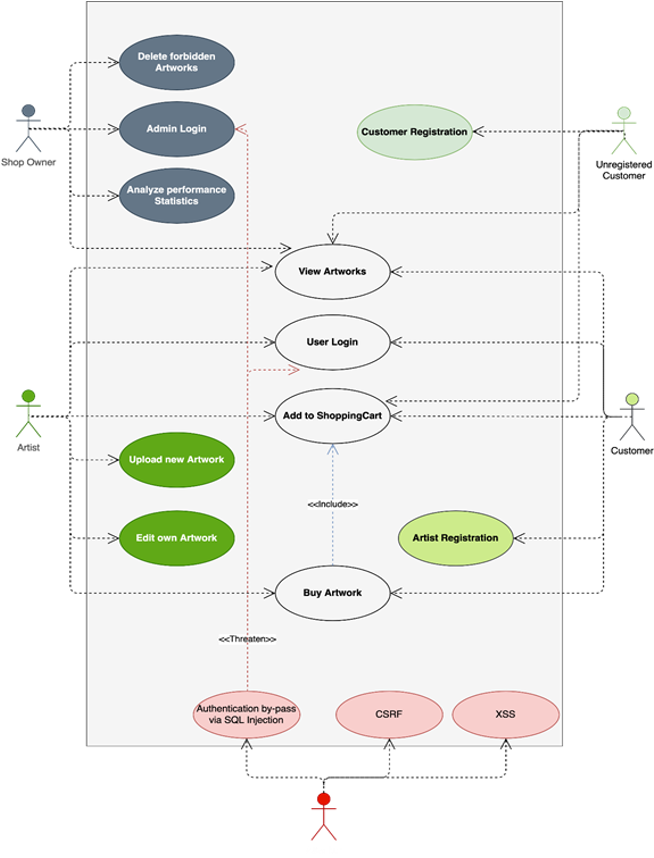 Delete forbidden
Artworks
Admin Login
Customer Registration
Shop Owner
Unregistered
Customer
Analyze performance
Statistics
View Artworks
User Login
Add to ShoppingCart
Artist
Customer
Upload new Artwork
<<Include>>
Edit own Artwork
Artist Registration
Buy Artwork
<<Threaten>>
Authentication by-pass
via SQL Injection
CSRF
XSS